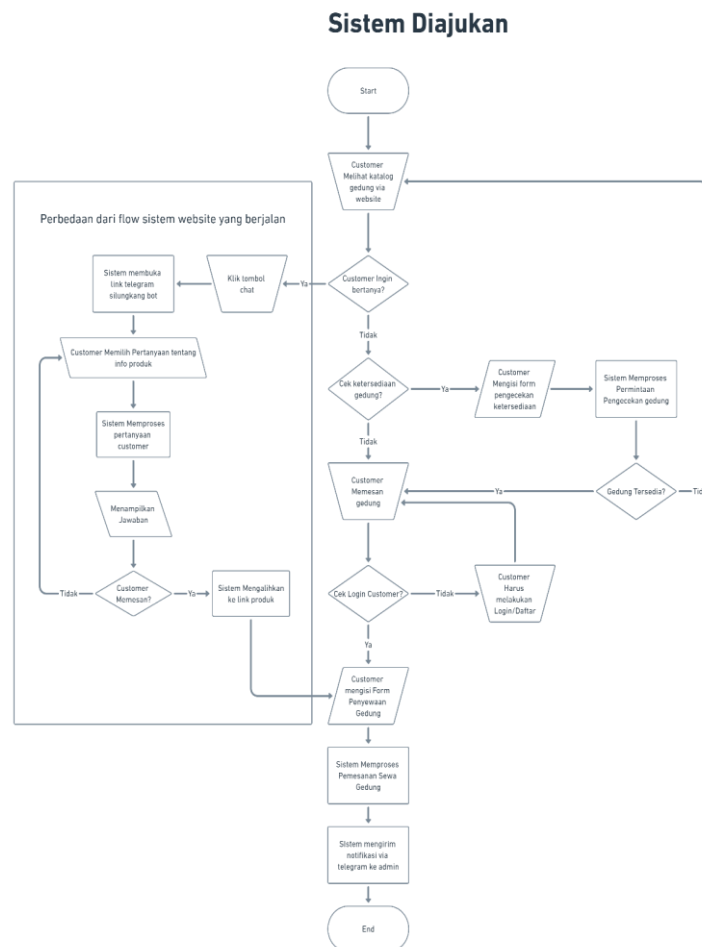 Sistem Diajukan
Start
Customer
Melihat katalog
gedung via
website
Perbedaan dari flow sistem website yang berjalan
Sistem membuka
link telegram
silungkang bot
Klik tombol
chat
Ya
Customer Ingin
bertanya?
Tidak
Customer Memilih Pertanyaan tentang
info produk
Cek ketersediaan
gedung?
Ya
Customer
Mengisi form
pengecekan
ketersediaan
Sistem Memproses
Permintaan
Pengecekan gedung
Sistem Memproses
pertanyaan
customer
Tidak
Customer
Memesan
gedung
Ya
Gedung Tersedia?
Tid
Menampilkan
Jawaban
Tidak
Customer
Memesan?
Ya
Sistem Mengalihkan
ke link produk
Cek Login Customer?
Tidak
Customer
Harus
melakukan
Login/Daftar
Ya
Customer
mengisi Form
Penyewaan
Gedung
Sistem Memproses
Pemesanan Sewa
Gedung
SIstem mengirim
notifikasi via
telegram ke admin
End